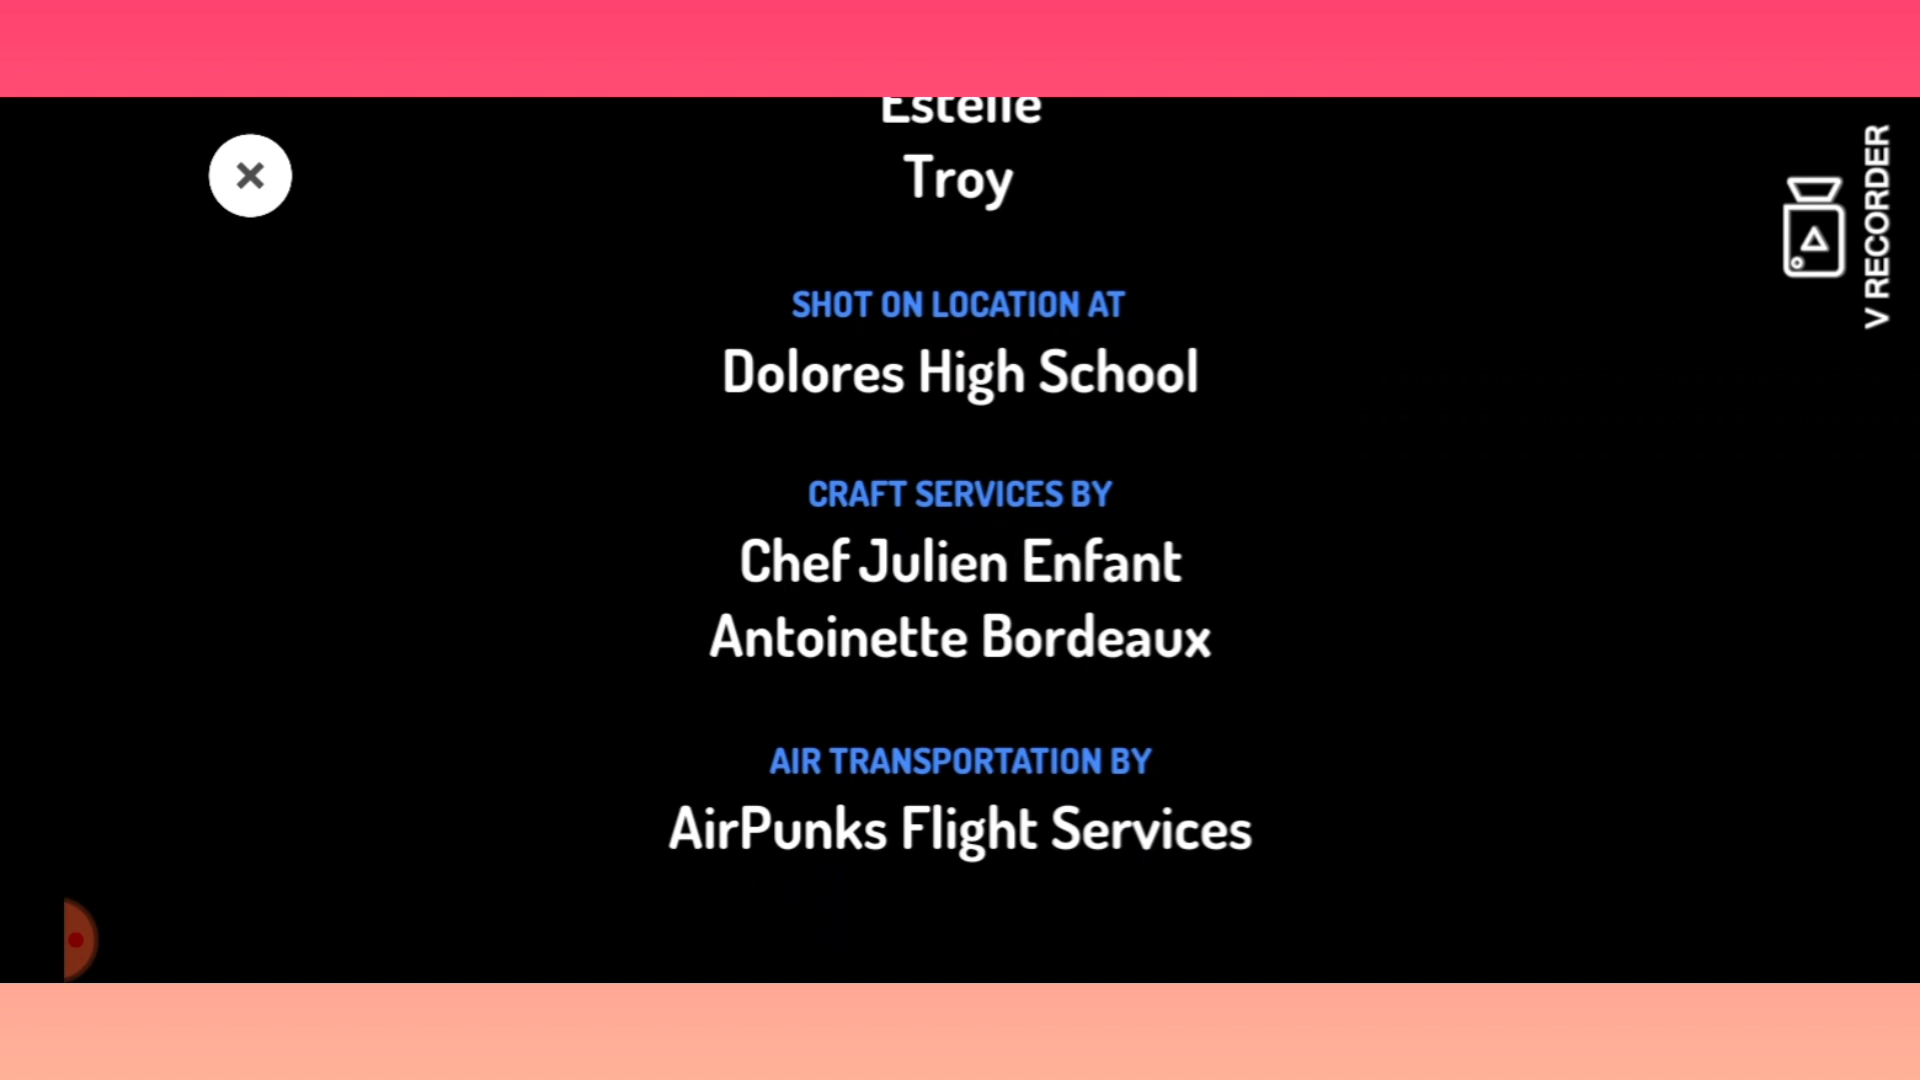 Estelle
Troy
SHOT ON LOCATION AT
Dolores High School
CRAFT SERVICES BY
Chef Julien Enfant
Antoinette Bordeaux
AIR TRANSPORTATION BY
AirPunks Flight Services
V RECORDER